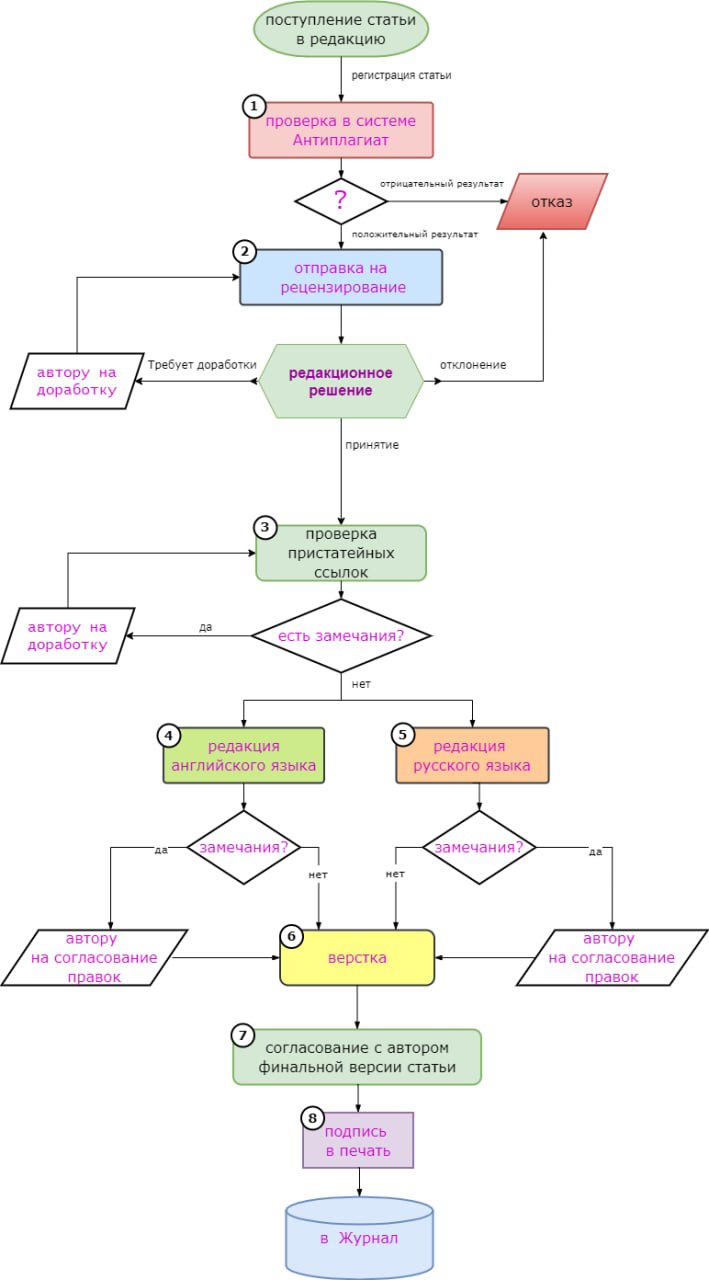 поступление статьи
в редакцию
регистрация статьи
1
проверка в системе
Антиплагиат
?
отрицательный результат
отказ
положительный результат
2
отправка на
рецензирование
автору на
доработку
Требует доработки
редакционное
решение
отклонение
принятие
3
проверка
пристатейных
ссылок
автору на
доработку
да
есть замечания?
нет
4
редакция
английского языка
5
редакция
русского языка
да
замечания?
нет
нет
замечания?
да
автору
на согласование
правок
6
верстка
автору
на согласование
правок
7
согласование с автором
финальной версии статьи
8
подпись
в печать
в Журнал